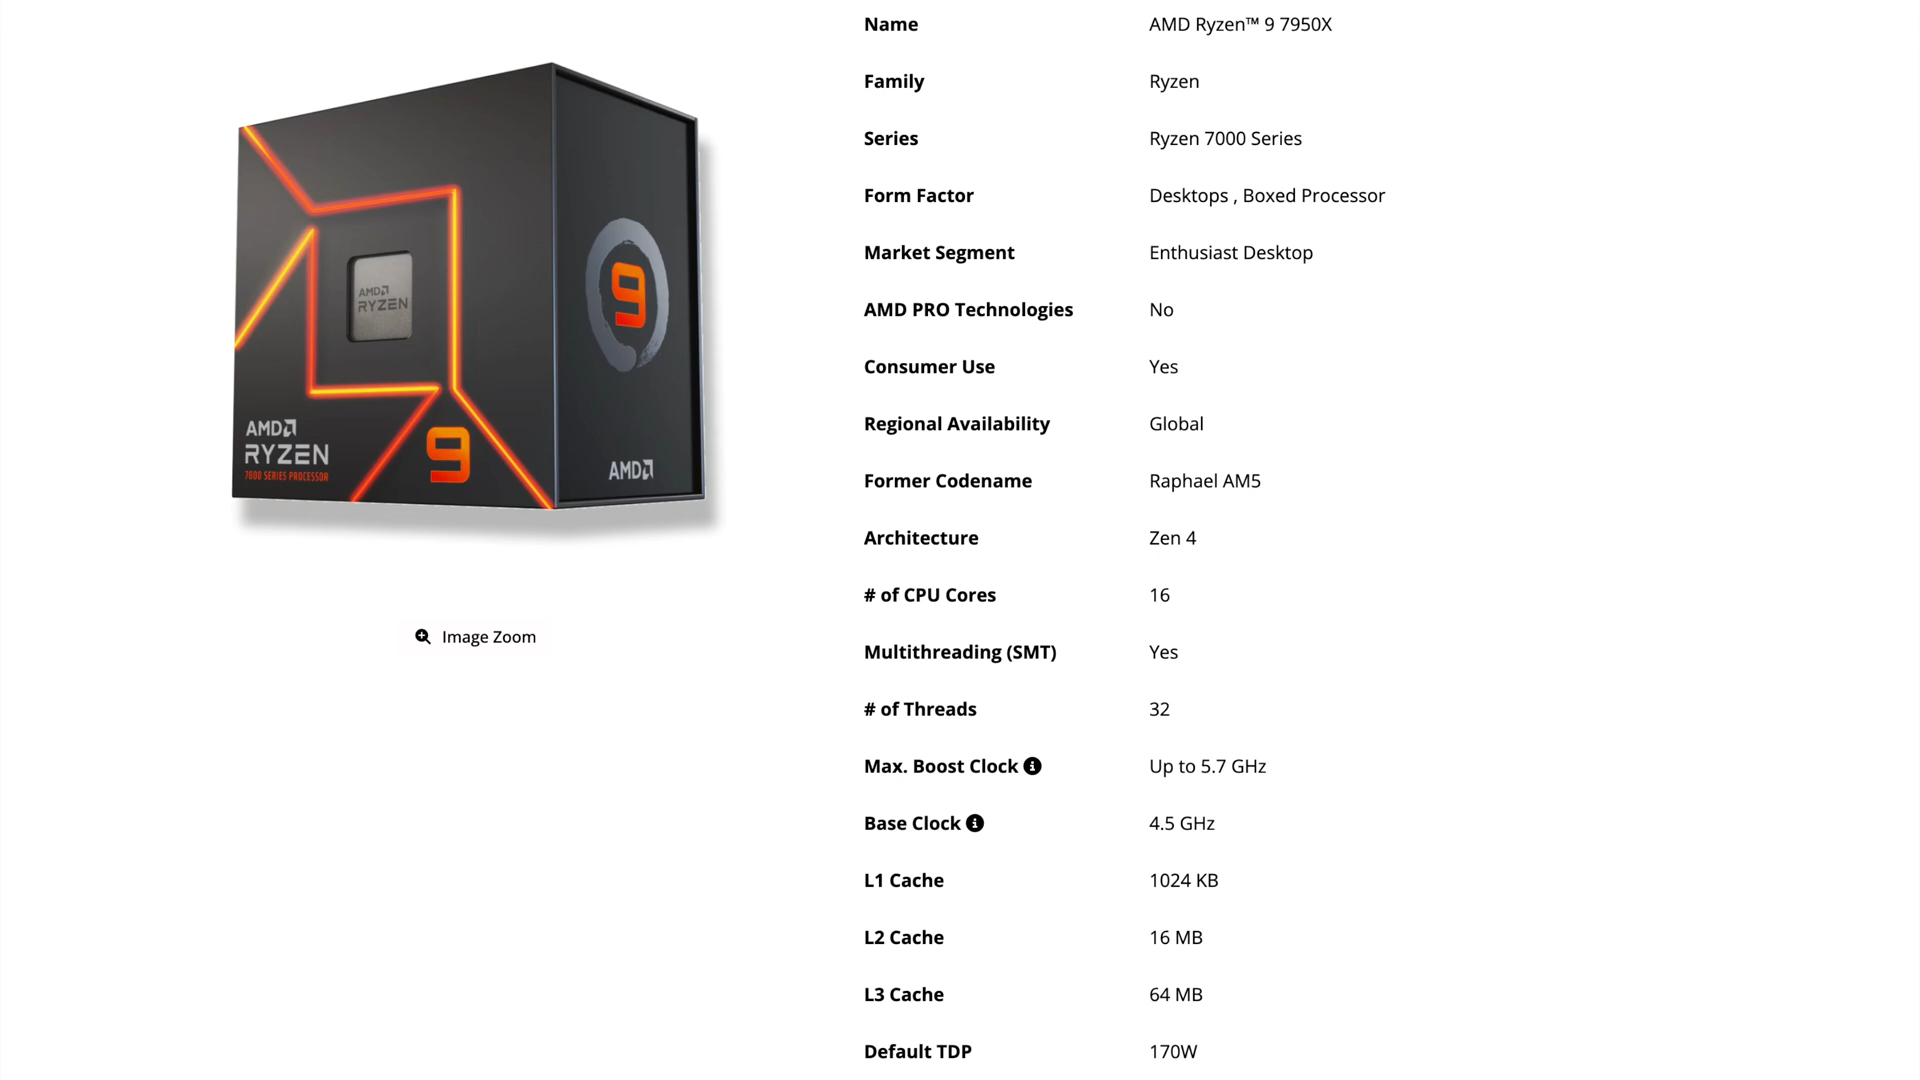 AMD
RYZEN
AMD
RYZEN
7000 SERIES PROCESSOR
9
9
AMD
Image Zoom
Name AMD Ryzen™ 9 7950X
Family Ryzen
Series Ryzen 7000 Series
Form Factor Desktops , Boxed Processor
Market Segment Enthusiast Desktop
AMD PRO Technologies No
Consumer Use Yes
Regional Availability Global
Former Codename Raphael AM5
Architecture Zen 4
# of CPU Cores 16
Multithreading (SMT) Yes
# of Threads 32
Max. Boost Clock Up to 5.7 GHz
Base Clock 4.5 GHz
L1 Cache 1024 KB
L2 Cache 16 MB
L3 Cache 64 MB
Default TDP 170W